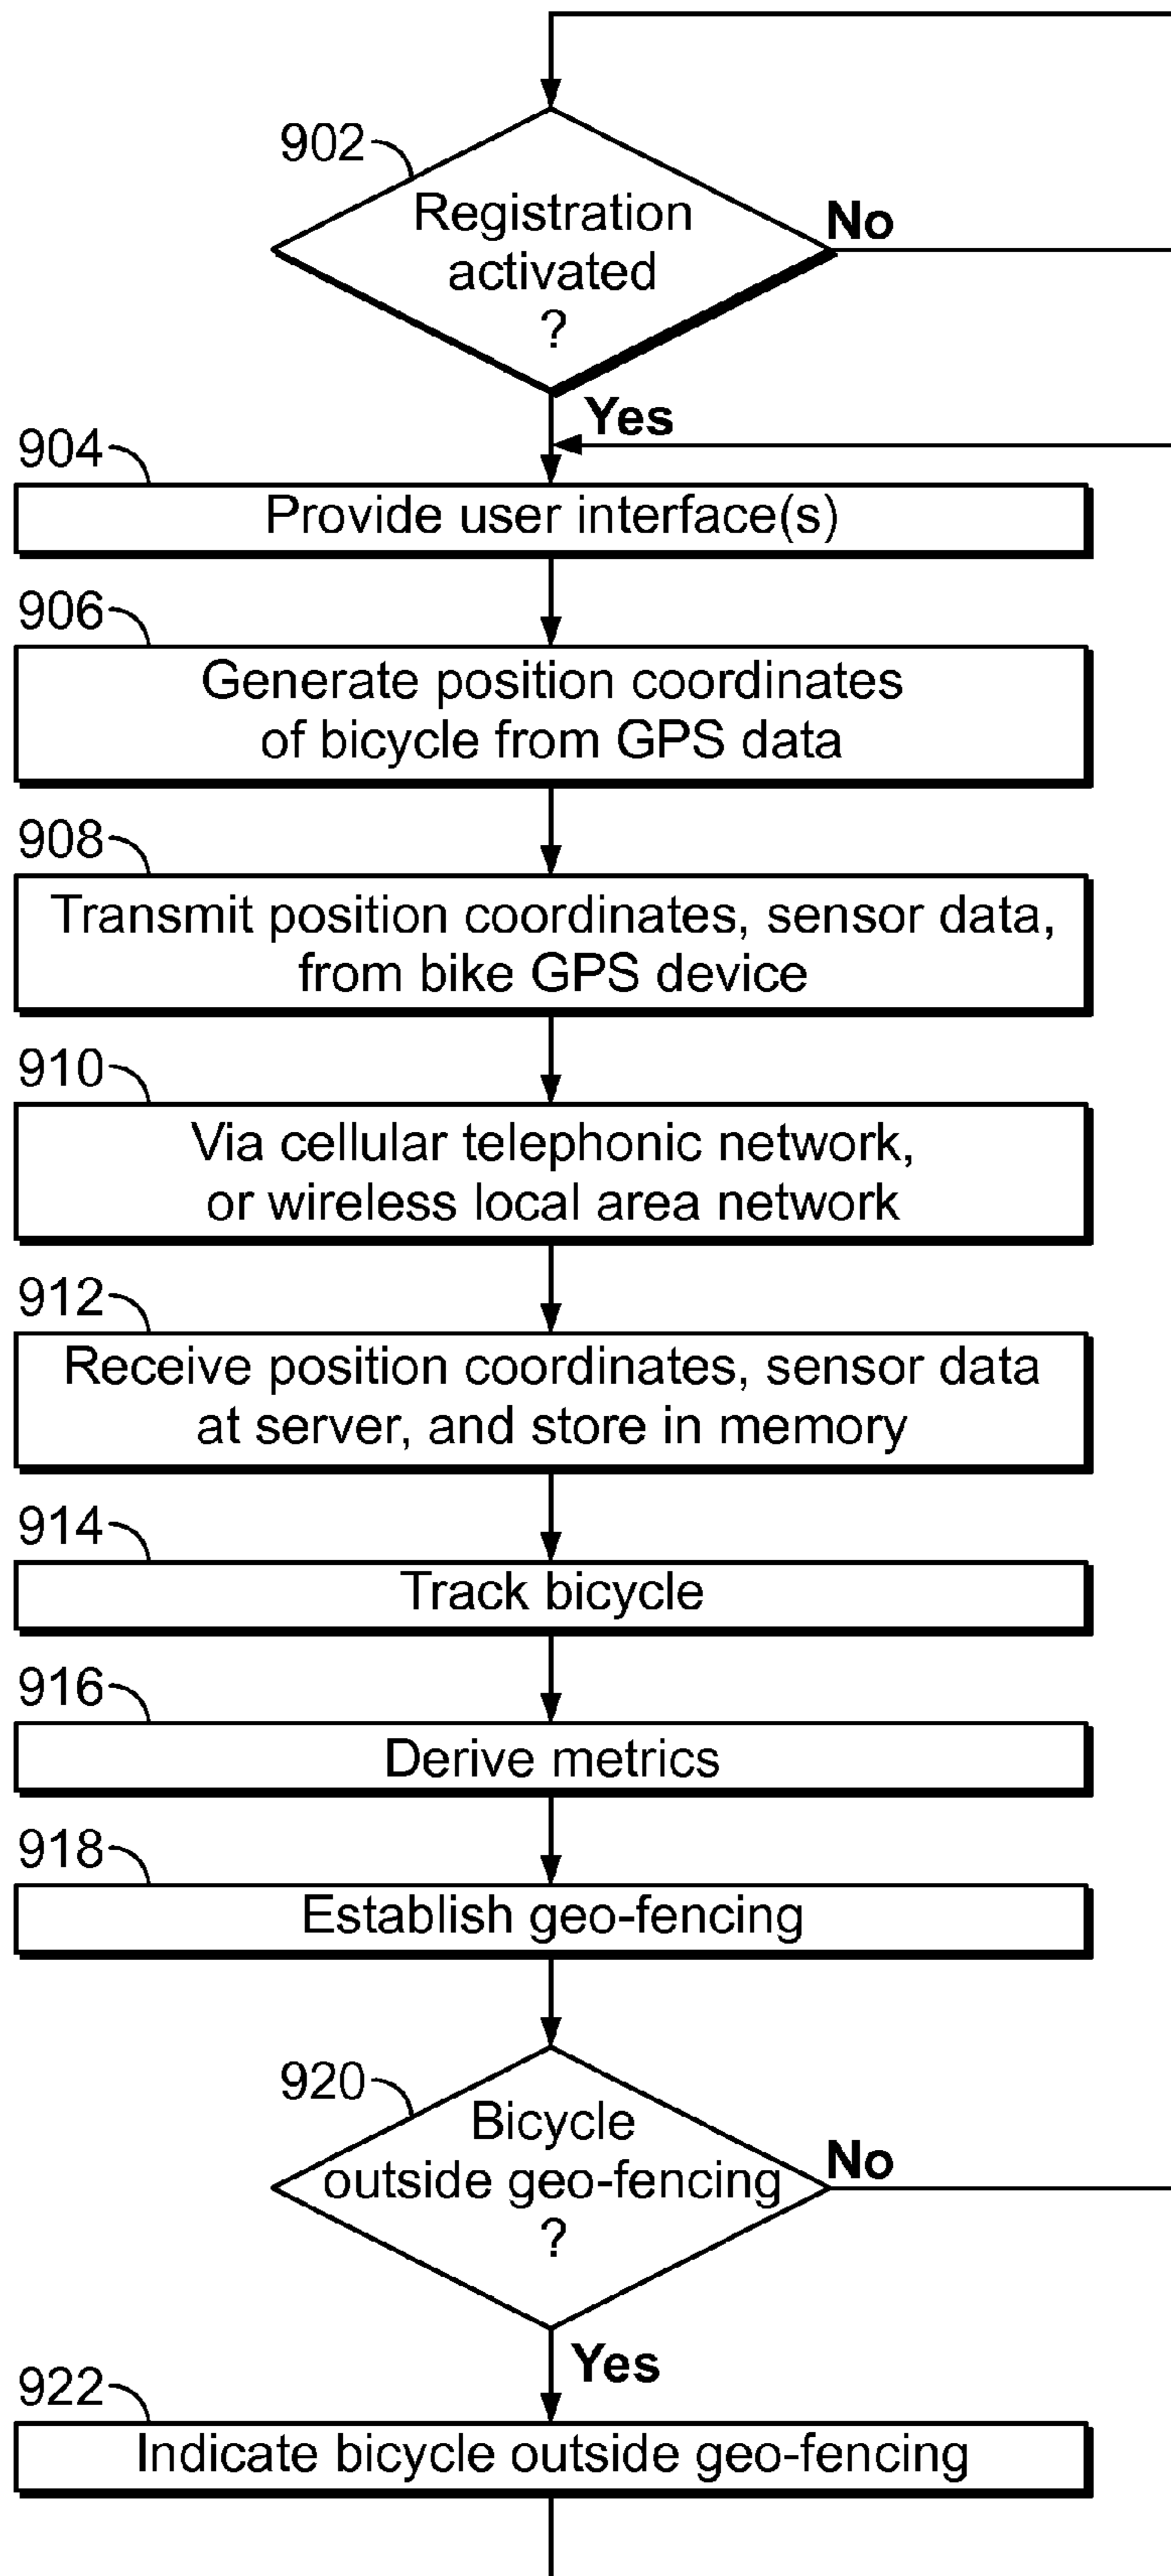 902
Registration
activated
?
No
Yes
904
Provide user interface(s)
906
Generate position coordinates
of bicycle from GPS data
908
Transmit position coordinates, sensor data,
from bike GPS device
910
Via cellular telephonic network,
or wireless local area network
912
Receive position coordinates, sensor data
at server, and store in memory
914
Track bicycle
916
Derive metrics
918
Establish geo-fencing
920
Bicycle
outside geo-fencing
?
No
Yes
922
Indicate bicycle outside geo-fencing